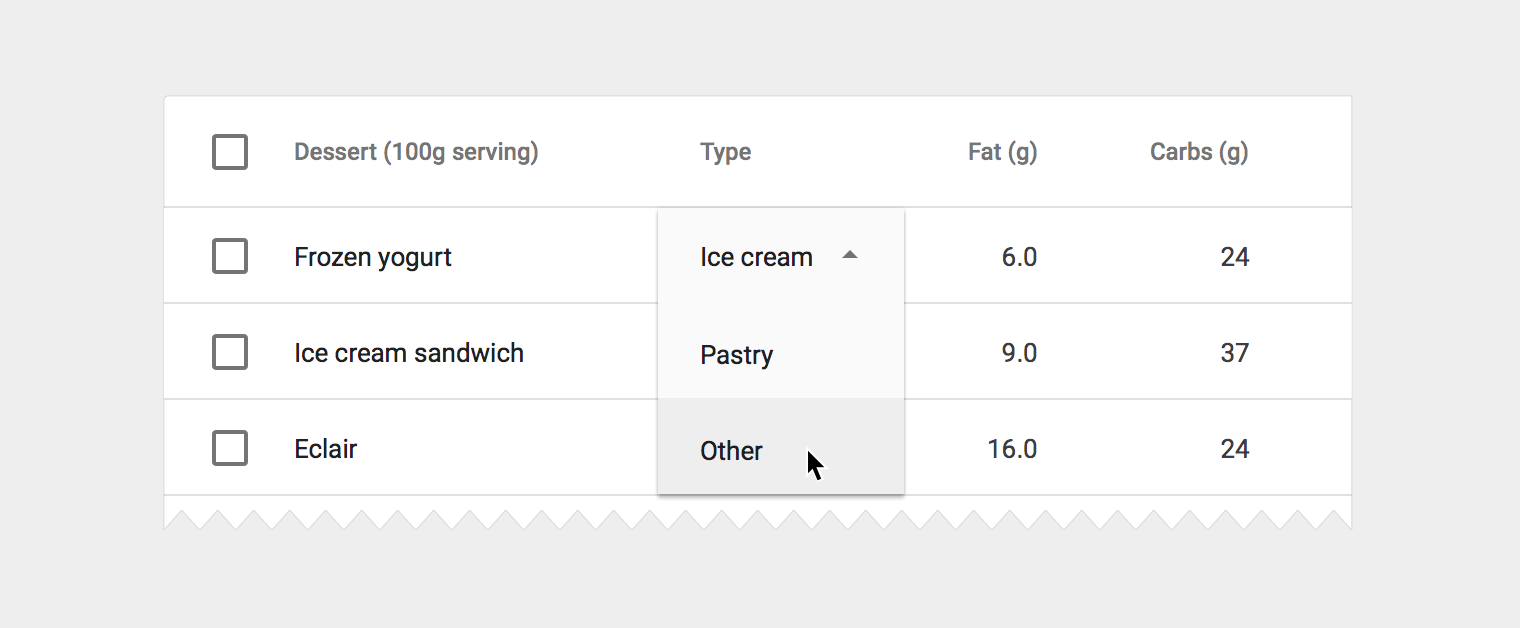 Dessert (100g serving) Type Fat (g) Carbs (g)
Frozen yogurt Ice cream 6.0 24
Ice cream sandwich Pastry 9.0 37
Eclair Other 16.0 24